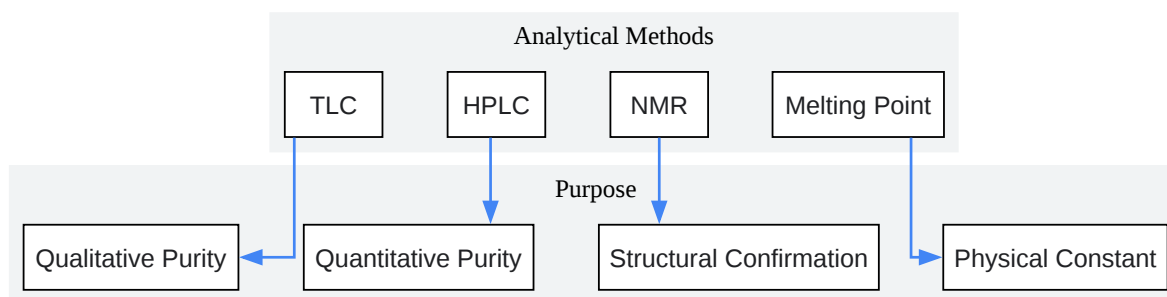 Analytical Methods
TLC
HPLC
NMR
Melting Point
Purpose
Qualitative Purity
Quantitative Purity
Structural Confirmation
Physical Constant